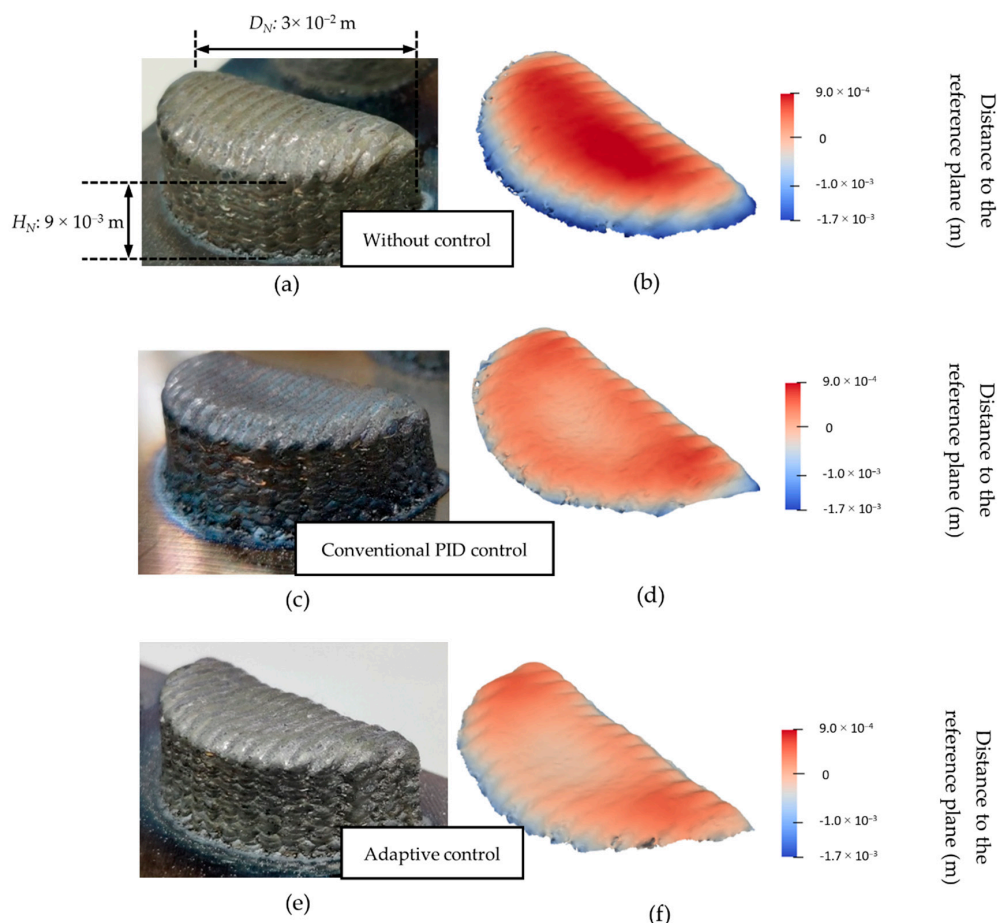 D_N: 3× 10⁻² m
H_N: 9 × 10⁻³ m
Without control
(a)
9.0 × 10⁻⁴
0
-1.0 × 10⁻³
-1.7 × 10⁻³
Distance to the
reference plane (m)
(b)
Conventional PID control
(c)
9.0 × 10⁻⁴
0
-1.0 × 10⁻³
-1.7 × 10⁻³
Distance to the
reference plane (m)
(d)
Adaptive control
(e)
9.0 × 10⁻⁴
0
-1.0 × 10⁻³
-1.7 × 10⁻³
Distance to the
reference plane (m)
(f)